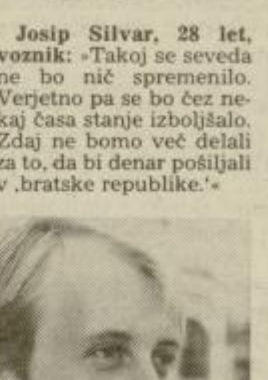 Josip Silvar, 28 let,
voznik: »Takoj se seveda
ne bo nič spremenilo.
Verjetno pa se bo čez ne-
kaj časa stanje izboljšalo.
Zdaj ne bomo več delali
za to, da bi denar pošiljali
v ‚bratske republike.‘«